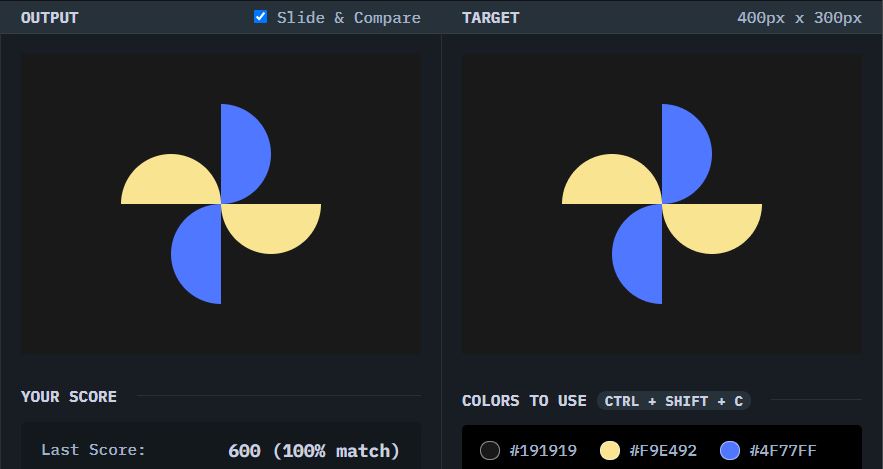 OUTPUT
Slide & Compare
TARGET
400px x 300px
YOUR SCORE
Last Score:
600 (100% match)
COLORS TO USE
CTRL + SHIFT + C
#191919
#F9E492
#4F77FF